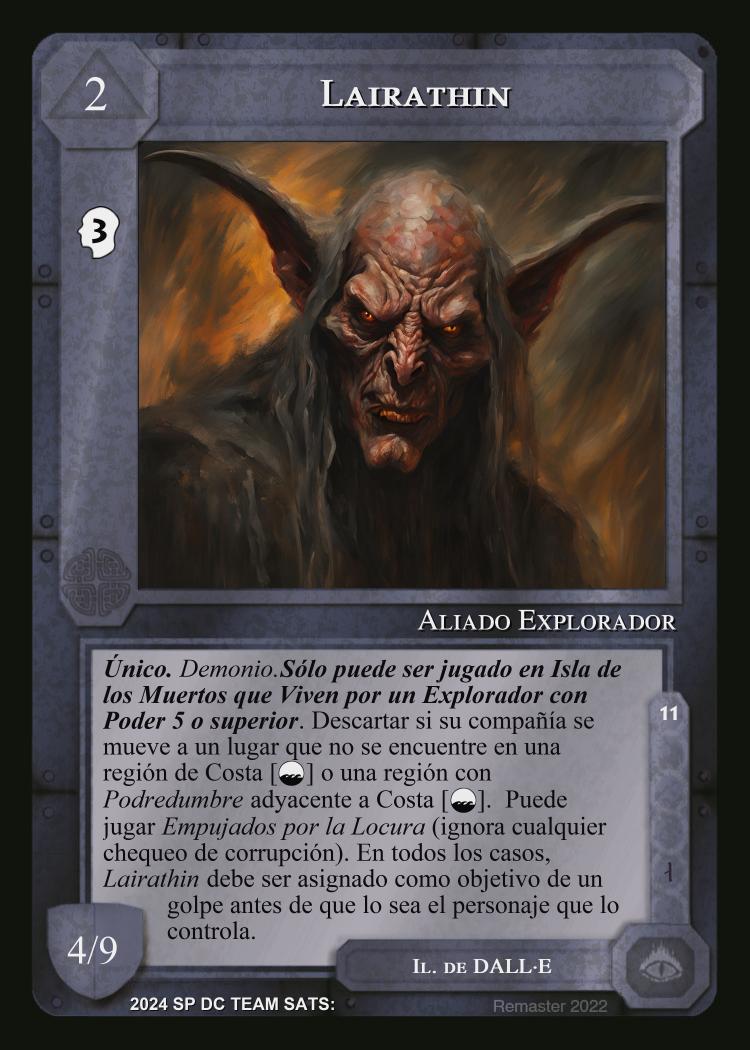 2
LAIRATHIN
3
ALIADO EXPLORADOR
Único. Demonio.Sólo puede ser jugado en Isla de
los Muertos que Viven por un Explorador con
Poder 5 o superior. Descartar si su compañía se
mueve a un lugar que no se encuentre en una
región de Costa [] o una región con
Podredumbre adyacente a Costa []. Puede
jugar Empujados por la Locura (ignora cualquier
chequeo de corrupción). En todos los casos,
Lairathin debe ser asignado como objetivo de un
golpe antes de que lo sea el personaje que lo
controla.
11
4/9
IL. DE DALL·E
2024 SP DC TEAM SATS:
Remaster 2022